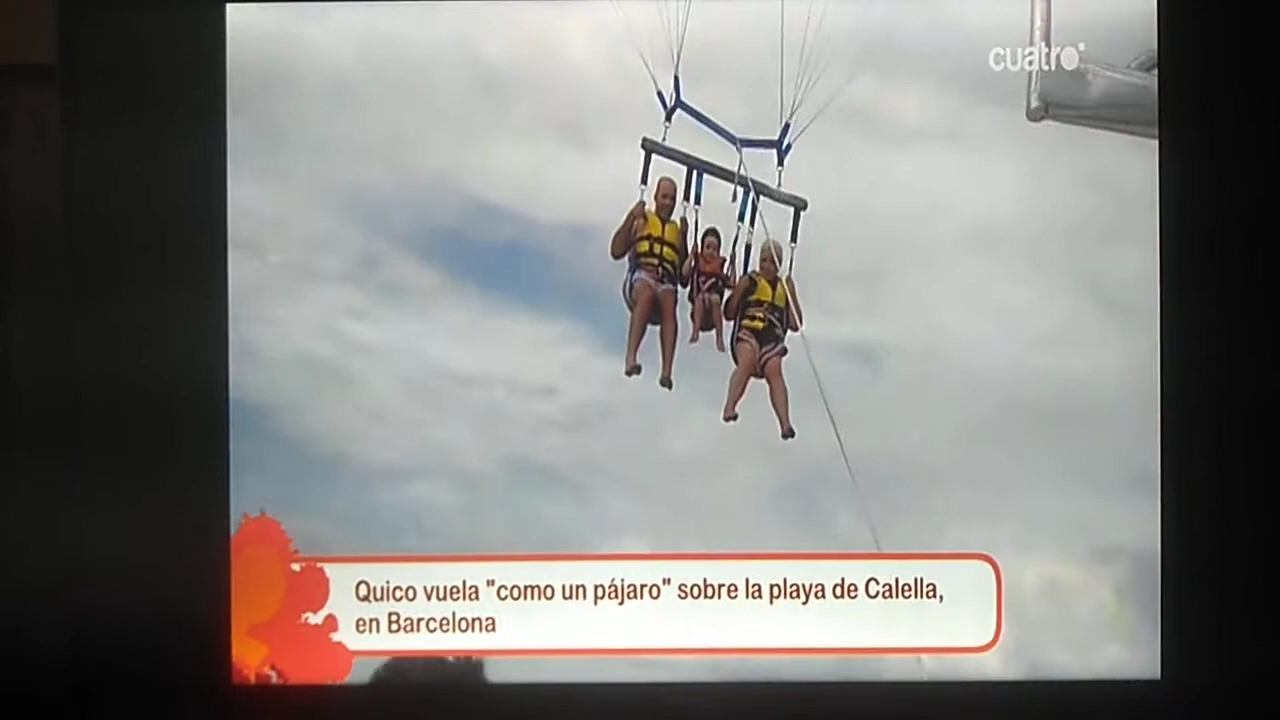 cuatro
Quico vuela "como un pájaro" sobre la playa de Calella,
en Barcelona